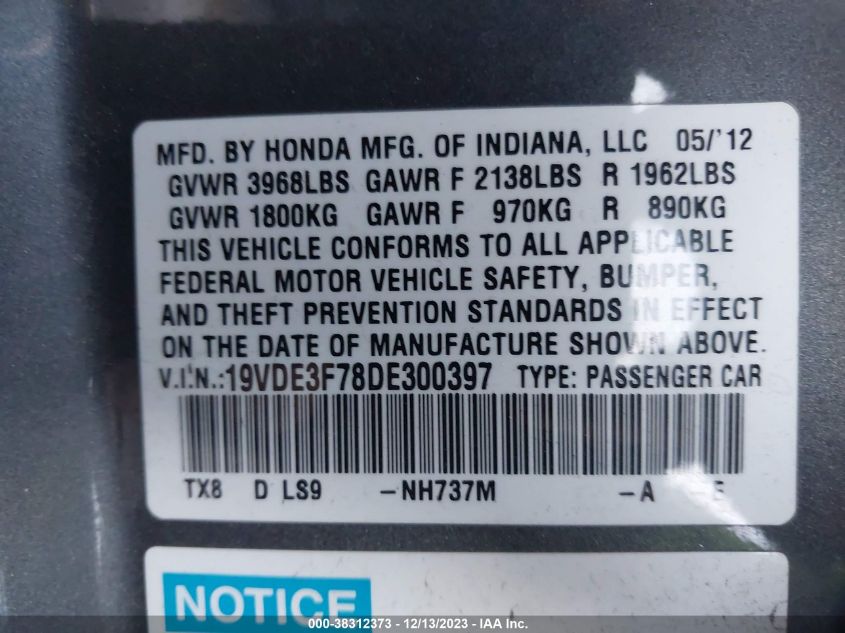 MFD. BY HONDA MFG. OF INDIANA, LLC 05/'12
GVWR 3968LBS GAWR F 2138LBS R 1962LBS
GVWR 1800KG GAWR F 970KG R 890KG
THIS VEHICLE CONFORMS TO ALL APPLICABLE
FEDERAL MOTOR VEHICLE SAFETY, BUMPER,
AND THEFT PREVENTION STANDARDS IN EFFECT
ON THE DATE OF MANUFACTURE SHOWN ABOVE.
V.I.N.:19VDE3F78DE300397 TYPE: PASSENGER CAR
TX8 D LS9 -NH737M -A -E
NOTICE
000-38312373 - 12/13/2023 - IAA Inc.